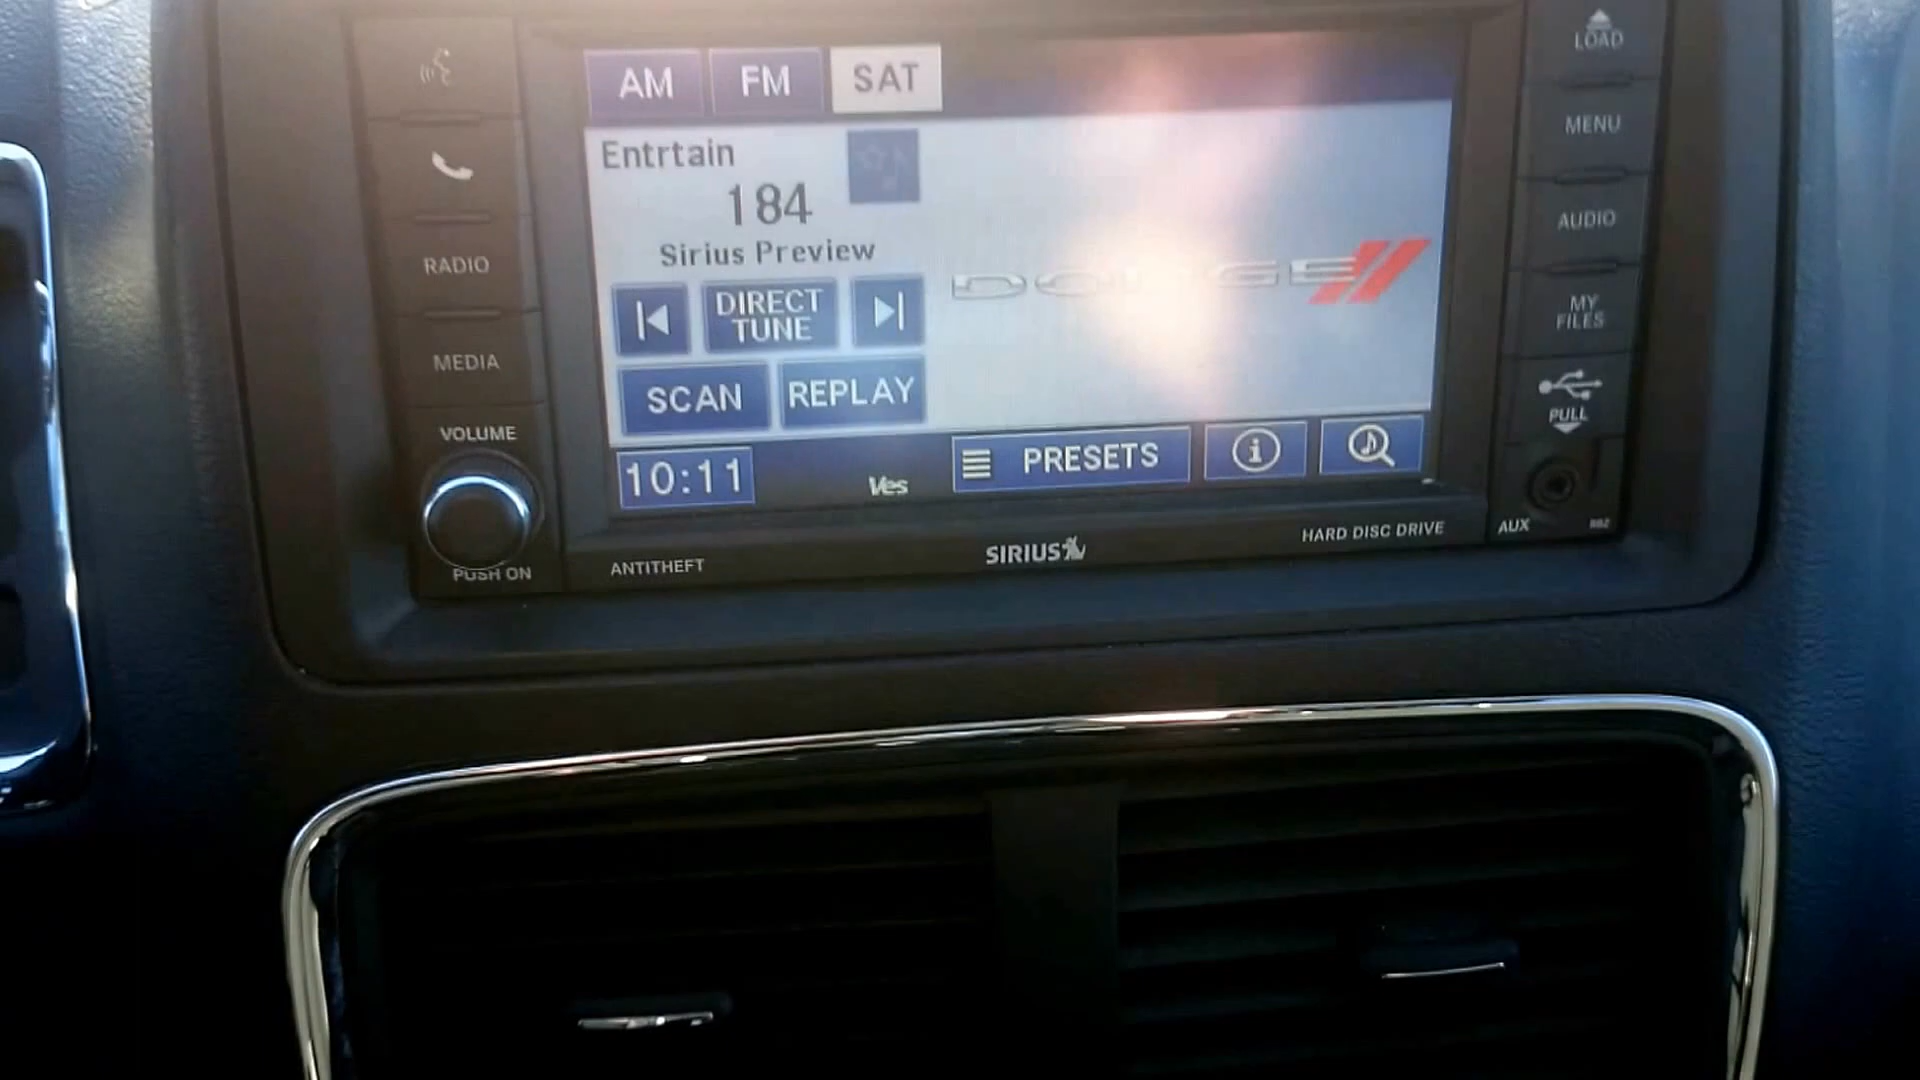 LOAD
AM FM SAT
MENU
Entrtain
184
AUDIO
Sirius Preview
RADIO
DODGE
DIRECT
TUNE
MY
FILES
MEDIA
SCAN
REPLAY
PULL
VOLUME
PRESETS
10:11
Ves
AUX
HARD DISC DRIVE
SIRIUS
ANTITHEFT
PUSH ON